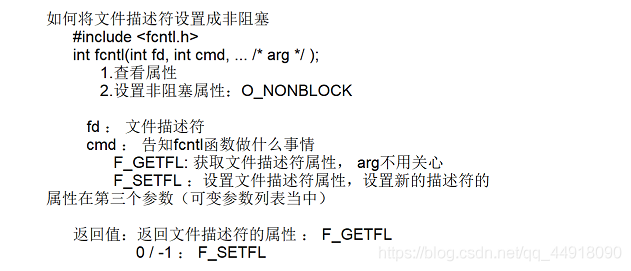 如何将文件描述符设置成非阻塞
#include <fcntl.h>
int fcntl(int fd, int cmd, ... /* arg */ );
1.查看属性
2.设置非阻塞属性：O_NONBLOCK
fd： 文件描述符
cmd： 告知fcntl函数做什么事情
F_GETFL: 获取文件描述符属性， arg不用关心
F_SETFL：设置文件描述符属性，设置新的描述符的
属性在第三个参数（可变参数列表当中）
返回值：返回文件描述符的属性： F_GETFL
0 / -1： F_SETFL
https://blog.csdn.net/qq_44918090